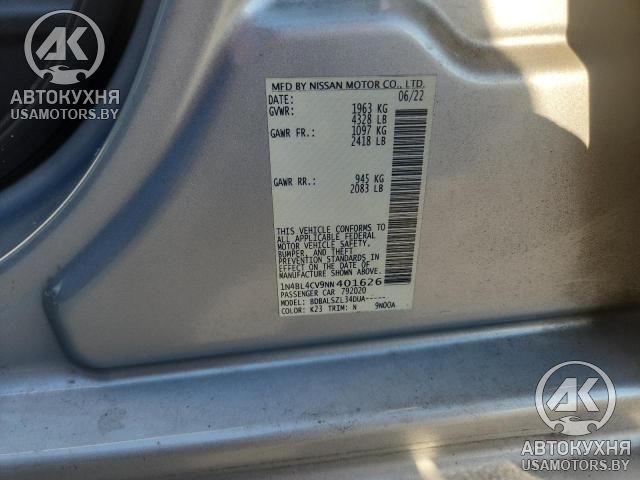 AK
АВТОКУХНЯ
USAMOTORS.BY
MFD BY NISSAN MOTOR CO., LTD.
DATE: 06/22
GVWR: 1963 KG
4328 LB
GAWR FR.: 1097 KG
2418 LB
GAWR RR.: 945 KG
2083 LB
THIS VEHICLE CONFORMS TO
ALL APPLICABLE FEDERAL
MOTOR VEHICLE SAFETY,
BUMPER, AND THEFT
PREVENTION STANDARDS IN
EFFECT ON THE DATE OF
MANUFACTURE SHOWN ABOVE.
1N4BL4CV9NN401626
PASSENGER CAR 792020
MODEL: BDBALSZL34DUA-----
COLOR: K23 TRIM: N 9N00A
AK
АВТОКУХНЯ
USAMOTORS.BY